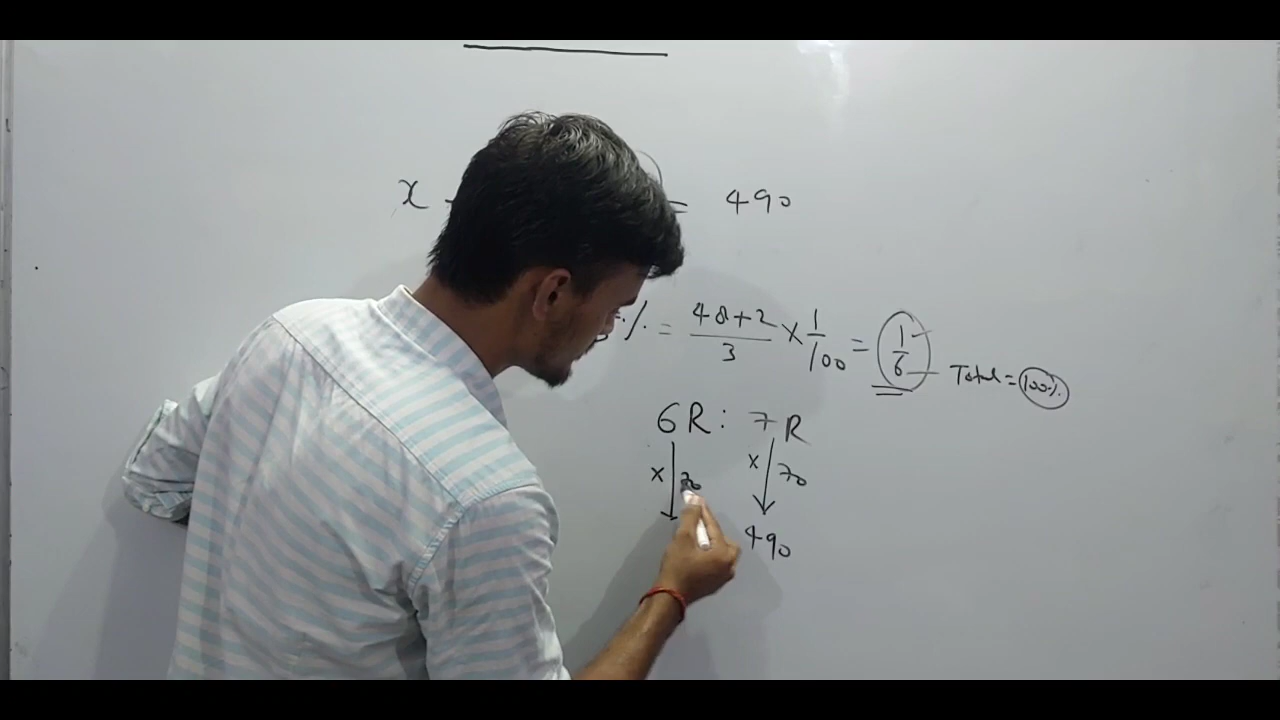 x = 490
% = 48+2/3 × 1/100 = 1/6 Total = 100%
6R : 7R
× 70 × 70
490